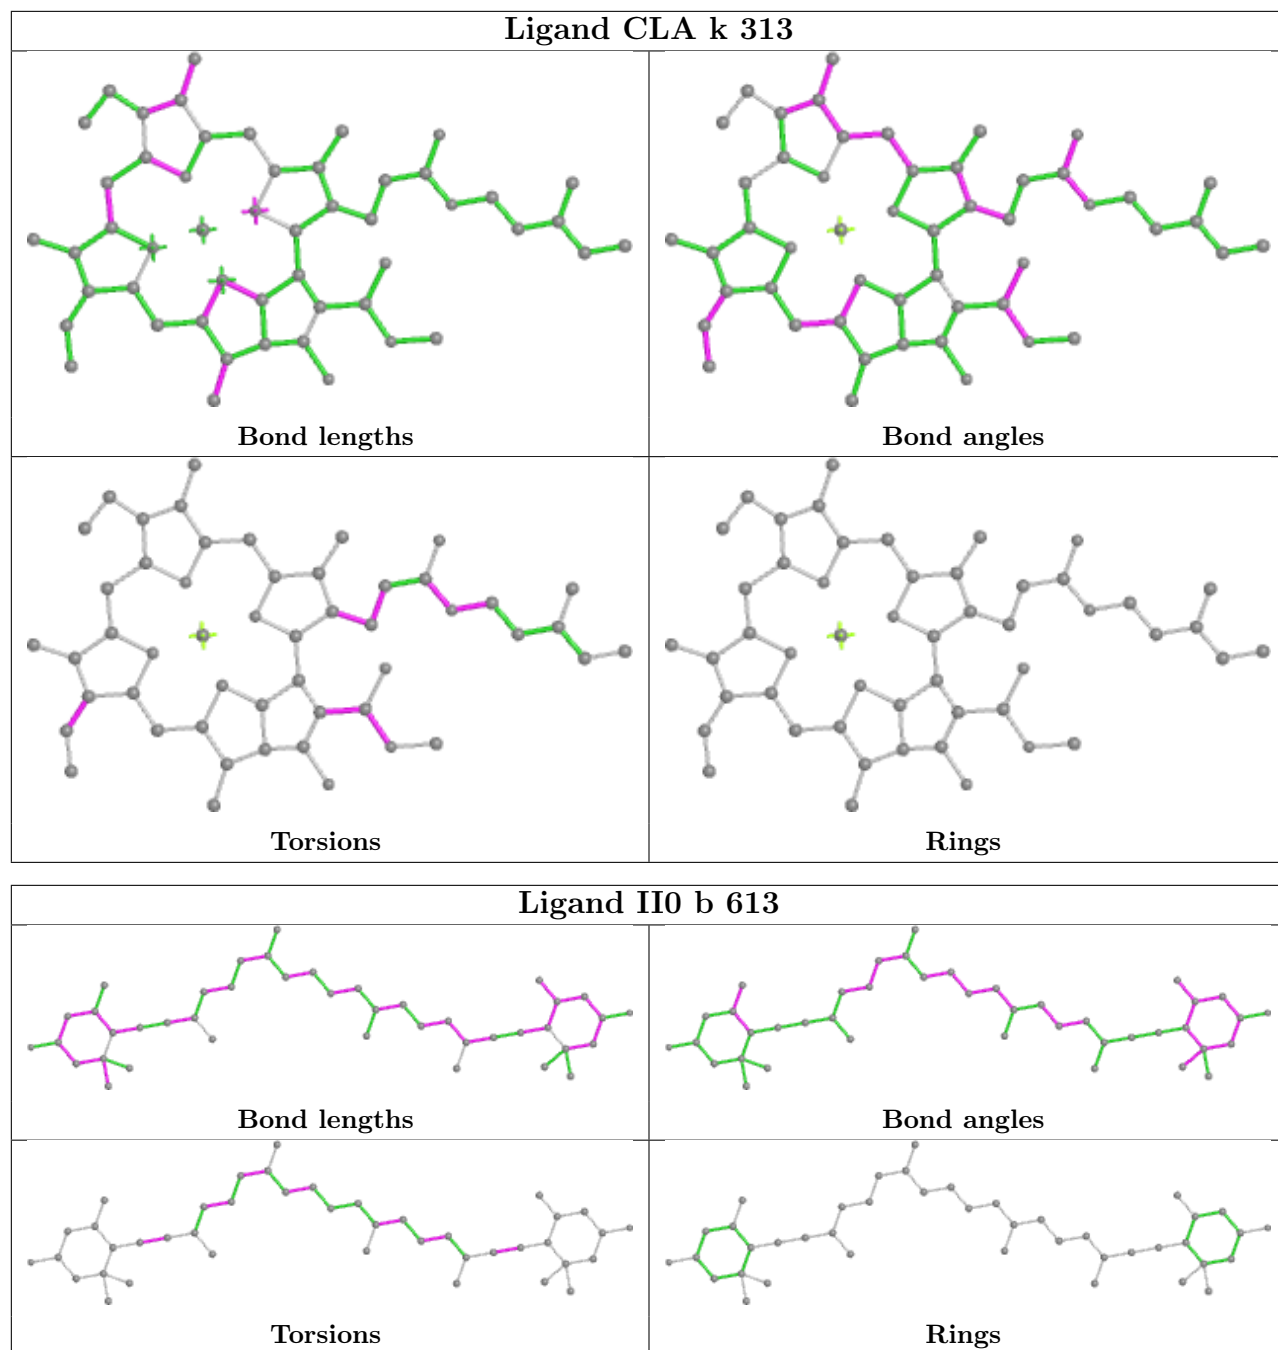 Ligand CLA k 313
Bond lengths
Bond angles
Torsions
Rings
Ligand II0 b 613
Bond lengths
Bond angles
Torsions
Rings